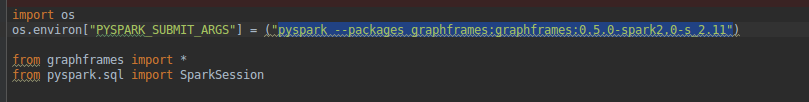 import os
os.environ["PYSPARK_SUBMIT_ARGS"] = ("pyspark --packages graphframes:graphframes:0.5.0-spark2.0-s_2.11")
from graphframes import *
from pyspark.sql import SparkSession